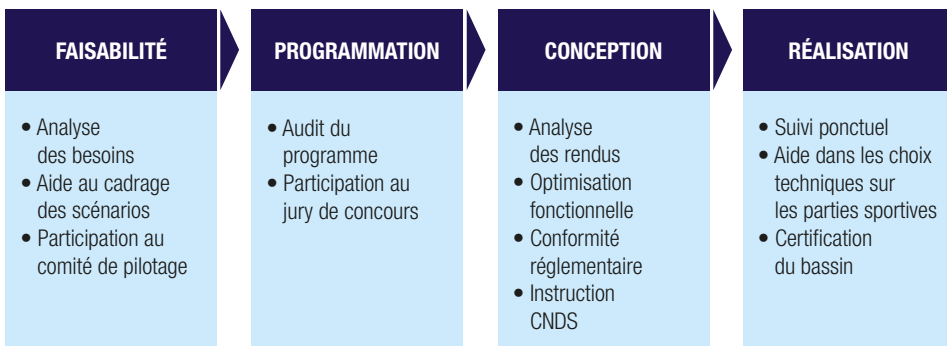 FAISABILITÉ
• Analyse
des besoins
• Aide au cadrage
des scénarios
• Participation au
comité de pilotage
PROGRAMMATION
• Audit du
programme
• Participation au
jury de concours
CONCEPTION
• Analyse
des rendus
• Optimisation
fonctionnelle
• Conformité
réglementaire
• Instruction
CNDS
RÉALISATION
• Suivi ponctuel
• Aide dans les choix
techniques sur
les parties sportives
• Certification
du bassin